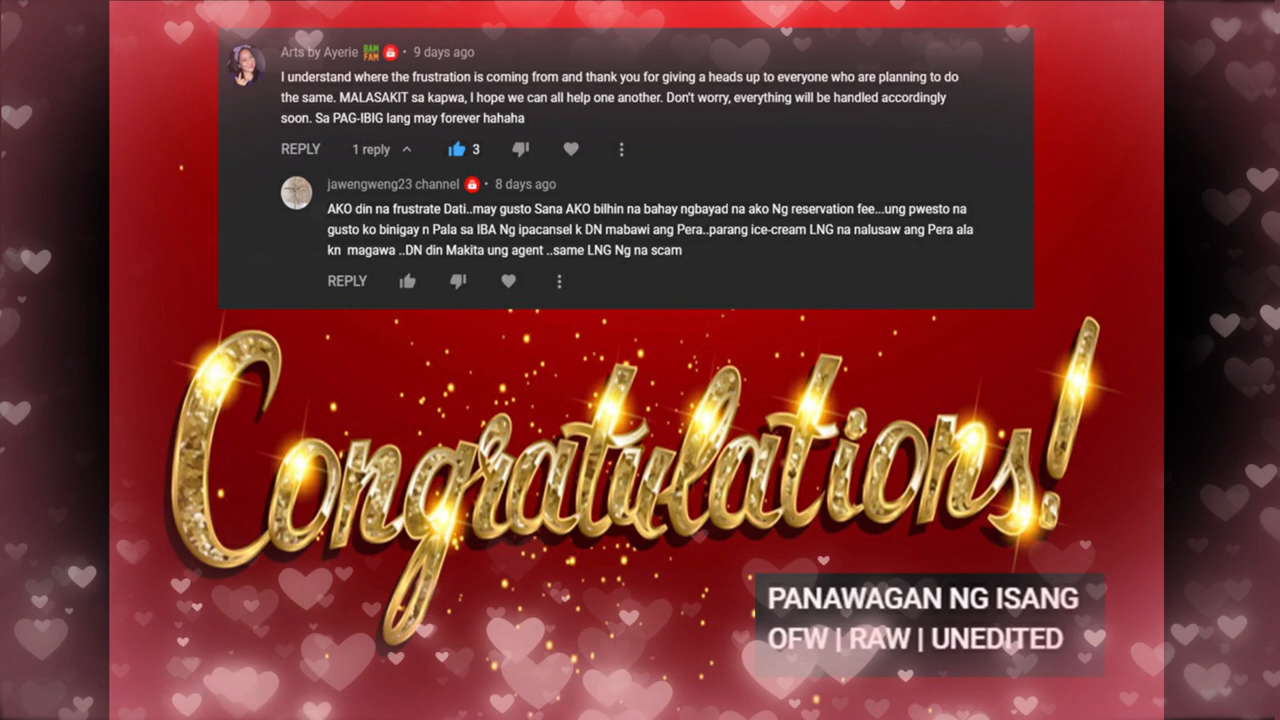 Arts by Ayerie BAM FAM • 9 days ago
I understand where the frustration is coming from and thank you for giving a heads up to everyone who are planning to do
the same. MALASAKIT sa kapwa, I hope we can all help one another. Don't worry, everything will be handled accordingly
soon. Sa PAG-IBIG lang may forever hahaha
REPLY 1 reply 3
jawengweng23 channel • 8 days ago
AKO din na frustrate Dati..may gusto Sana AKO bilhin na bahay ngbayad na ako Ng reservation fee...ung pwesto na
gusto ko binigay n Pala sa IBA Ng ipacansel k DN mabawi ang Pera..parang ice-cream LNG na nalusaw ang Pera ala
kn magawa ..DN din Makita ung agent ..same LNG Ng na scam
REPLY
Congratulations!
PANAWAGAN NG ISANG
OFW | RAW | UNEDITED